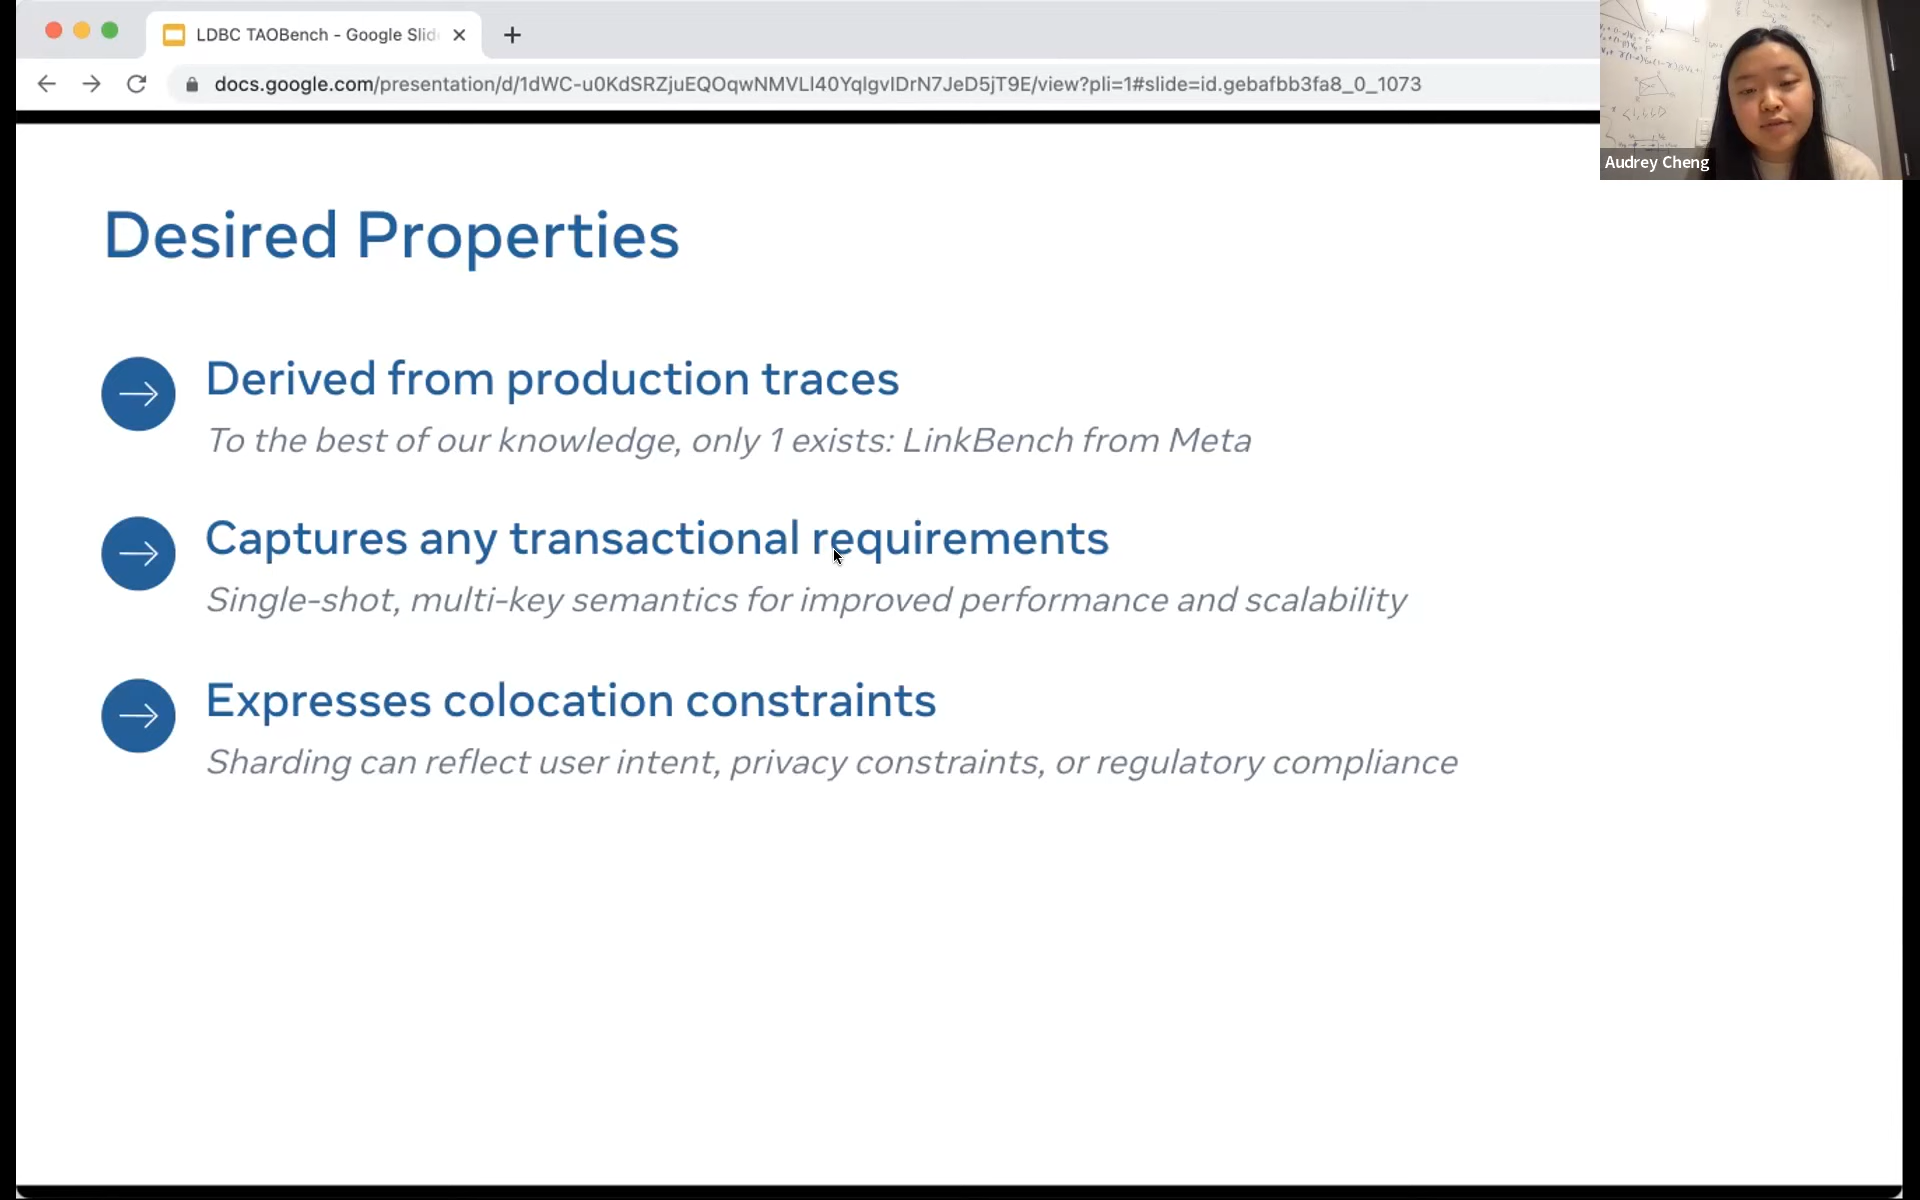 LDBC TAOBench - Google Slid
docs.google.com/presentation/d/1dWC-u0KdSRZjuEQOqwNMVLl40YqlgvlDrN7JeD5jT9E/view?pli=1#slide=id.gebafbb3fa8_0_1073
Audrey Cheng
Desired Properties
Derived from production traces
To the best of our knowledge, only 1 exists: LinkBench from Meta
Captures any transactional requirements
Single-shot, multi-key semantics for improved performance and scalability
Expresses colocation constraints
Sharding can reflect user intent, privacy constraints, or regulatory compliance